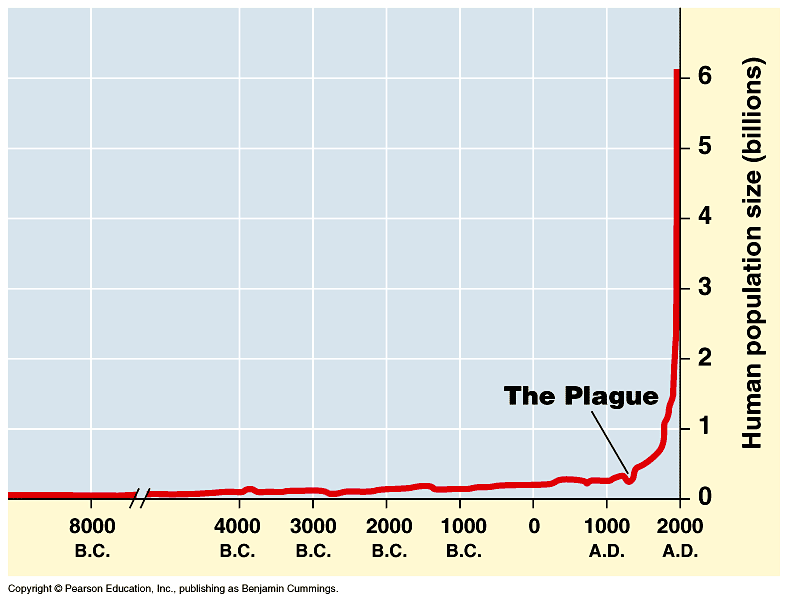 6
5
4
3
2
1
0
Human population size (billions)
The Plague
8000 4000 3000 2000 1000 0 1000 2000
B.C. B.C. B.C. B.C. B.C. A.D. A.D.
Copyright © Pearson Education, Inc., publishing as Benjamin Cummings.